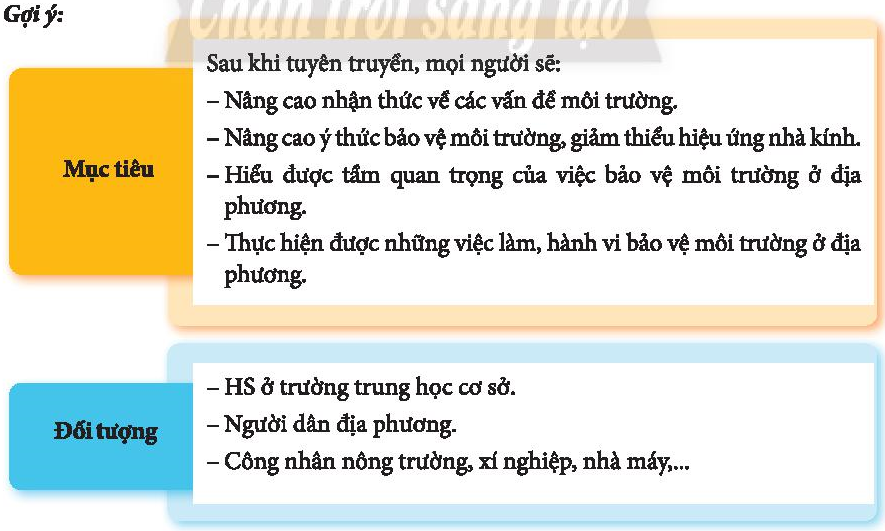 Gợi ý:
Chân trời sáng tạo
Sau khi tuyên truyền, mọi người sẽ:
– Nâng cao nhận thức về các vấn đề môi trường.
– Nâng cao ý thức bảo vệ môi trường, giảm thiểu hiệu ứng nhà kính.
Mục tiêu
– Hiểu được tầm quan trọng của việc bảo vệ môi trường ở địa
phương.
– Thực hiện được những việc làm, hành vi bảo vệ môi trường ở địa
phương.
– HS ở trường trung học cơ sở.
Đối tượng
– Người dân địa phương.
– Công nhân nông trường, xí nghiệp, nhà máy,...